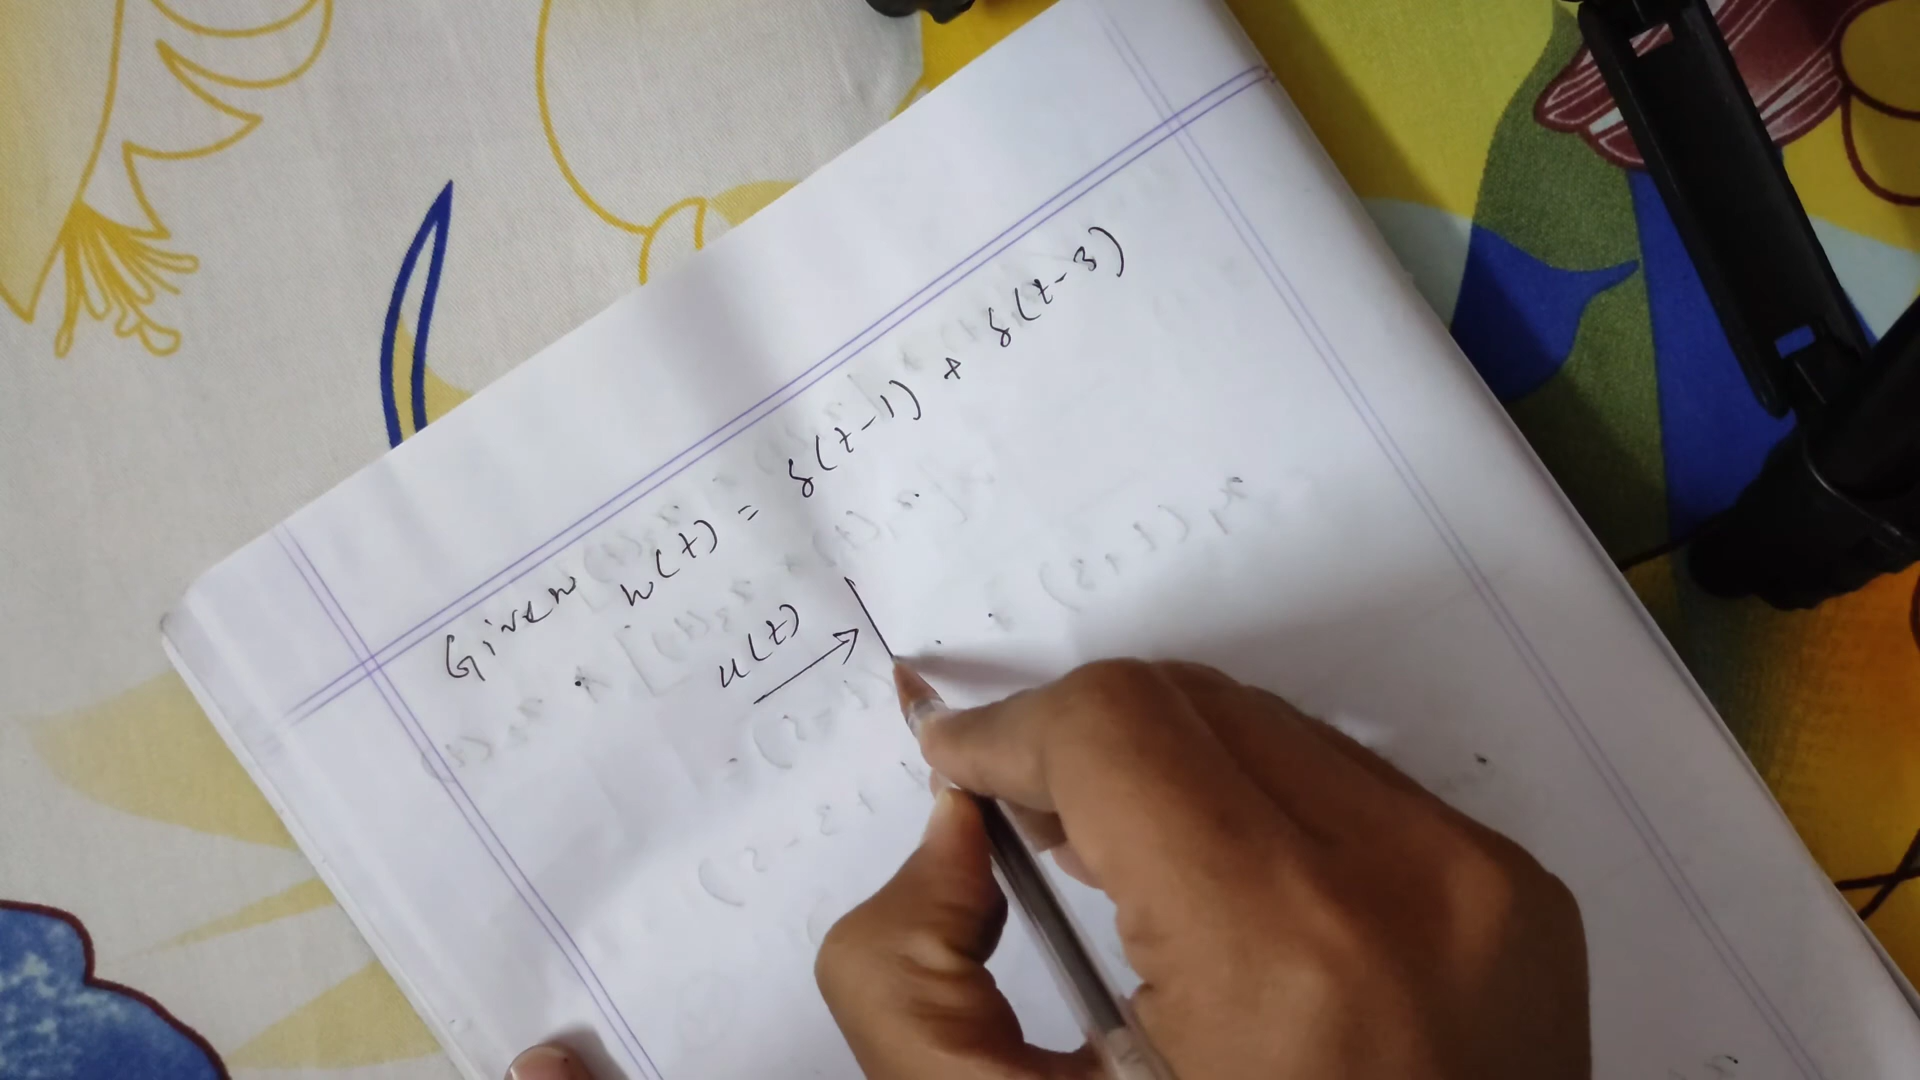 Given h(t) = δ(t-1) + δ(t-3)
u(t)